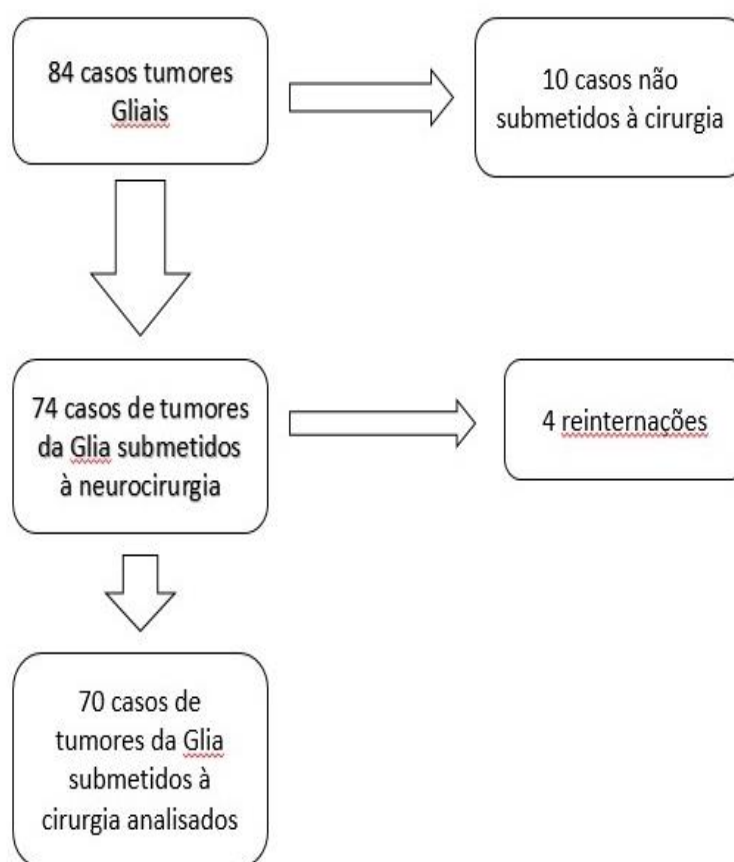 84 casos tumores
Gliais
10 casos não
submetidos à cirurgia
74 casos de tumores
da Glia submetidos
à neurocirurgia
4 reinternações
70 casos de
tumores da Glia
submetidos à
cirurgia analisados